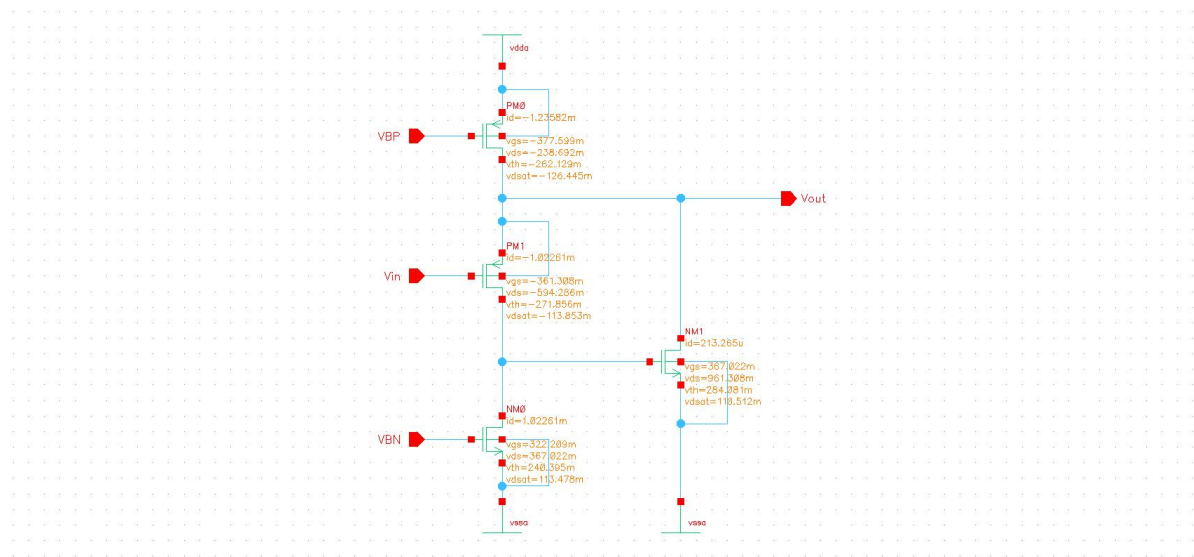 vdda
PMØ
id=-1.23582m
VBP
vgs=-377.599m
vds=-238.692m
vth=-262.129m
vdsat=-126.445m
Vout
PM1
id=-1.02261m
Vin
vgs=-361.308m
vds=-594.286m
vth=-271.856m
vdsat=-113.853m
NM1
id=213.265u
vgs=367.022m
vds=961.308m
vth=284.081m
vdsat=110.512m
NMØ
id=1.02261m
VBN
vgs=322.209m
vds=367.022m
vth=240.395m
vdsat=113.478m
vssa
vssa